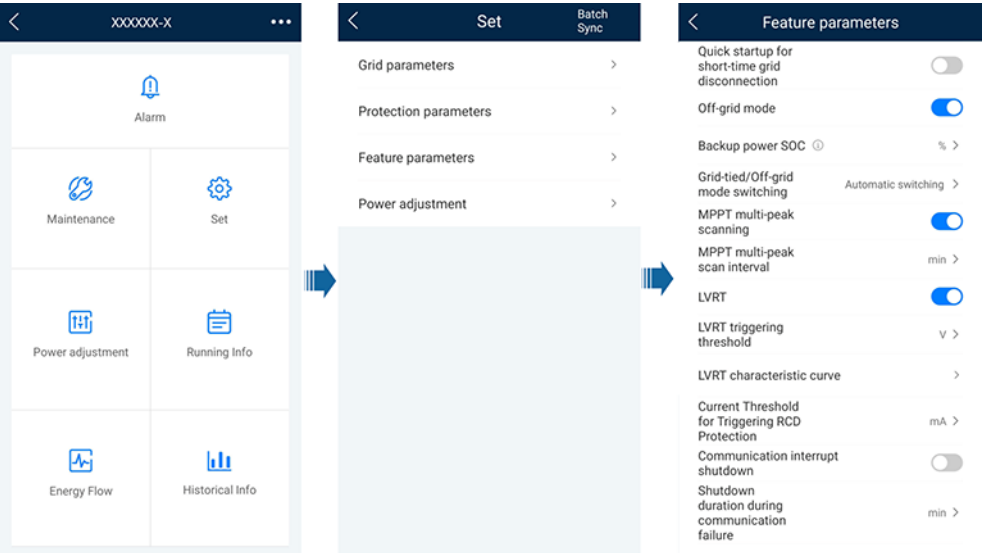 XXXXXX-X
Alarm
Maintenance
Set
Power adjustment
Running Info
Energy Flow
Historical Info
Set
Batch
Sync
Grid parameters
Protection parameters
Feature parameters
Power adjustment
Feature parameters
Quick startup for
short-time grid
disconnection
Off-grid mode
Backup power SOC
%
Grid-tied/Off-grid
mode switching
Automatic switching
MPPT multi-peak
scanning
MPPT multi-peak
scan interval
min
LVRT
LVRT triggering
threshold
V
LVRT characteristic curve
Current Threshold
for Triggering RCD
Protection
mA
Communication interrupt
shutdown
Shutdown
duration during
communication
failure
min